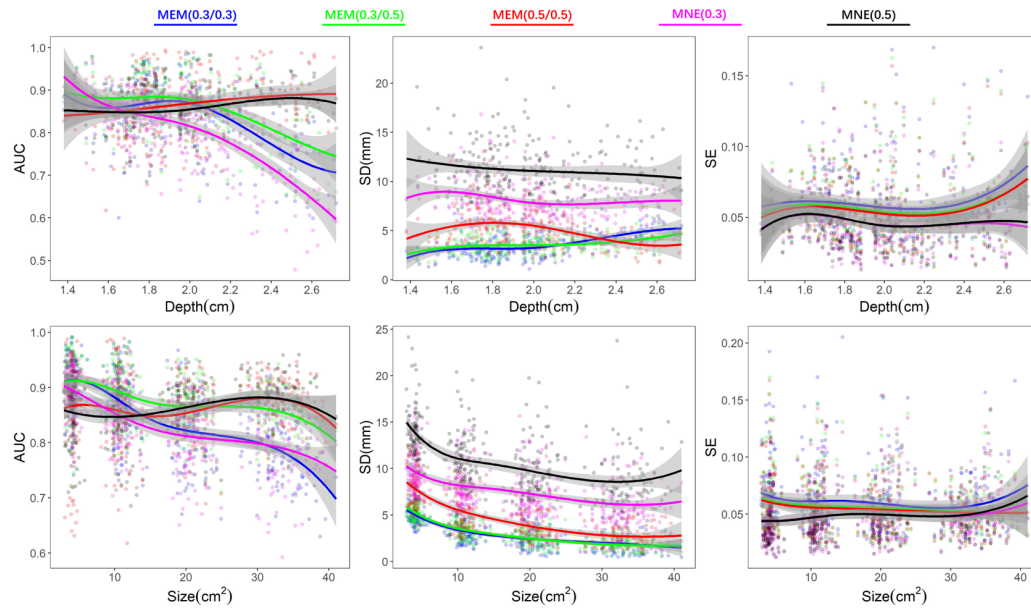 MEM(0.3/0.3) MEM(0.3/0.5) MEM(0.5/0.5) MNE(0.3) MNE(0.5)
AUC
1.0
0.9
0.8
0.7
0.6
0.5
1.4 1.6 1.8 2.0 2.2 2.4 2.6
Depth(cm)
SD(mm)
25
20
15
10
5
0
1.4 1.6 1.8 2.0 2.2 2.4 2.6
Depth(cm)
SE
0.15
0.10
0.05
1.4 1.6 1.8 2.0 2.2 2.4 2.6
Depth(cm)
AUC
1.0
0.9
0.8
0.7
0.6
10 20 30 40
Size(cm²)
SD(mm)
25
20
15
10
5
0
10 20 30 40
Size(cm²)
SE
0.20
0.15
0.10
0.05
10 20 30 40
Size(cm²)